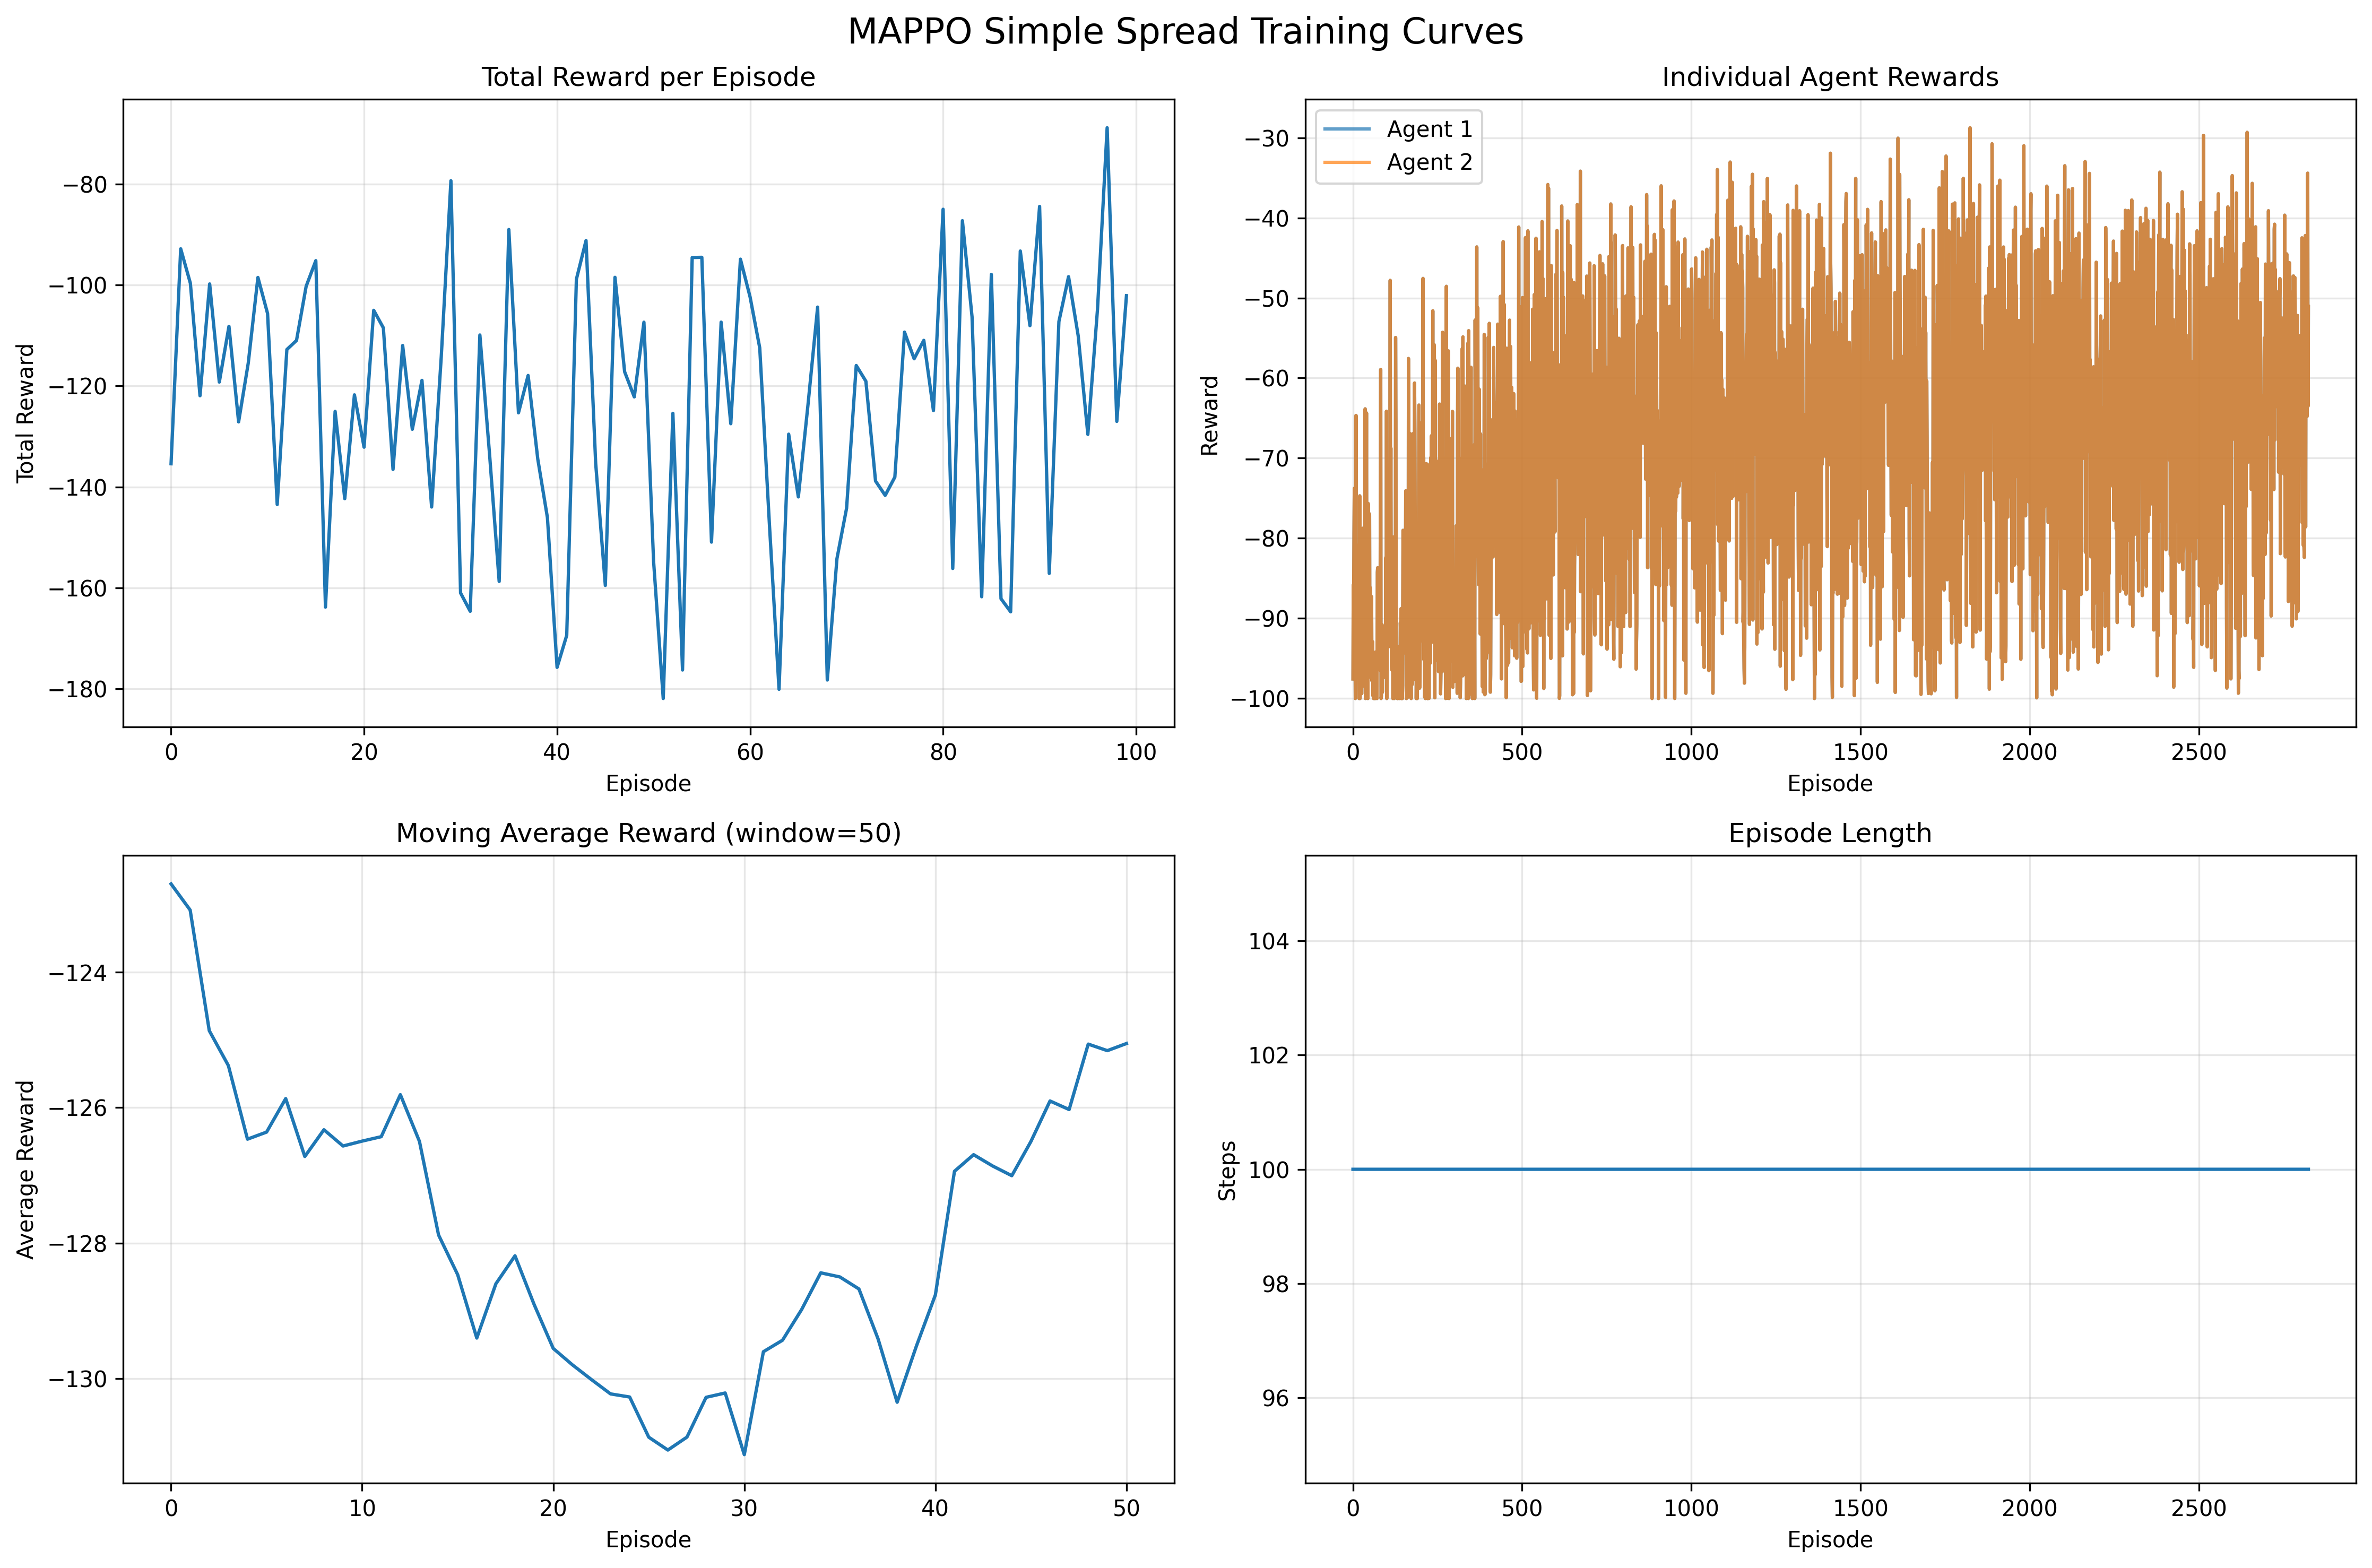 MAPPO Simple Spread Training Curves
Total Reward per Episode
Total Reward
−80
−100
−120
−140
−160
−180
0 20 40 60 80 100
Episode
Individual Agent Rewards
Agent 1
Agent 2
Reward
−30
−40
−50
−60
−70
−80
−90
−100
0 500 1000 1500 2000 2500
Episode
Moving Average Reward (window=50)
Average Reward
−124
−126
−128
−130
0 10 20 30 40 50
Episode
Episode Length
Steps
104
102
100
98
96
0 500 1000 1500 2000 2500
Episode